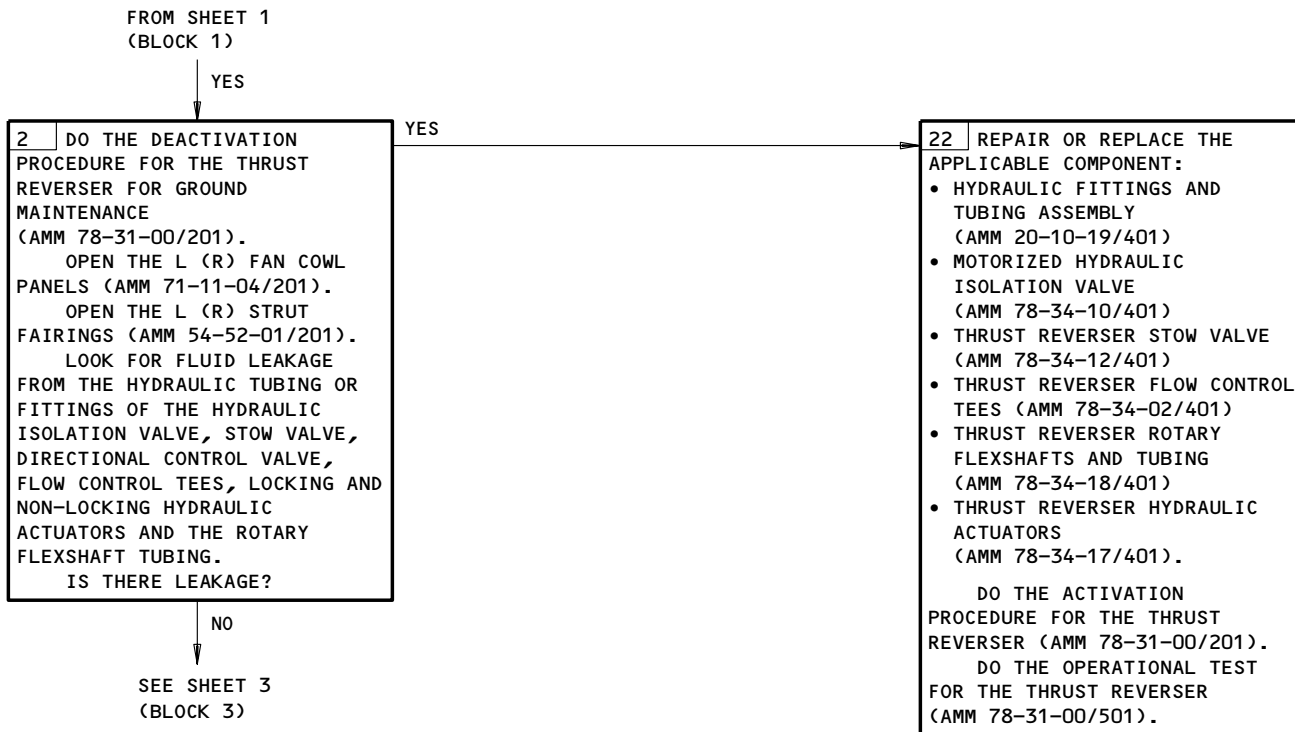 FROM SHEET 1
(BLOCK 1)
YES
2 DO THE DEACTIVATION
PROCEDURE FOR THE THRUST
REVERSER FOR GROUND
MAINTENANCE
(AMM 78-31-00/201).
OPEN THE L (R) FAN COWL
PANELS (AMM 71-11-04/201).
OPEN THE L (R) STRUT
FAIRINGS (AMM 54-52-01/201).
LOOK FOR FLUID LEAKAGE
FROM THE HYDRAULIC TUBING OR
FITTINGS OF THE HYDRAULIC
ISOLATION VALVE, STOW VALVE,
DIRECTIONAL CONTROL VALVE,
FLOW CONTROL TEES, LOCKING AND
NON-LOCKING HYDRAULIC
ACTUATORS AND THE ROTARY
FLEXSHAFT TUBING.
IS THERE LEAKAGE?
YES
22 REPAIR OR REPLACE THE
APPLICABLE COMPONENT:
• HYDRAULIC FITTINGS AND
TUBING ASSEMBLY
(AMM 20-10-19/401)
• MOTORIZED HYDRAULIC
ISOLATION VALVE
(AMM 78-34-10/401)
• THRUST REVERSER STOW VALVE
(AMM 78-34-12/401)
• THRUST REVERSER FLOW CONTROL
TEES (AMM 78-34-02/401)
• THRUST REVERSER ROTARY
FLEXSHAFTS AND TUBING
(AMM 78-34-18/401)
• THRUST REVERSER HYDRAULIC
ACTUATORS
(AMM 78-34-17/401).
DO THE ACTIVATION
PROCEDURE FOR THE THRUST
REVERSER (AMM 78-31-00/201).
DO THE OPERATIONAL TEST
FOR THE THRUST REVERSER
(AMM 78-31-00/501).
NO
SEE SHEET 3
(BLOCK 3)